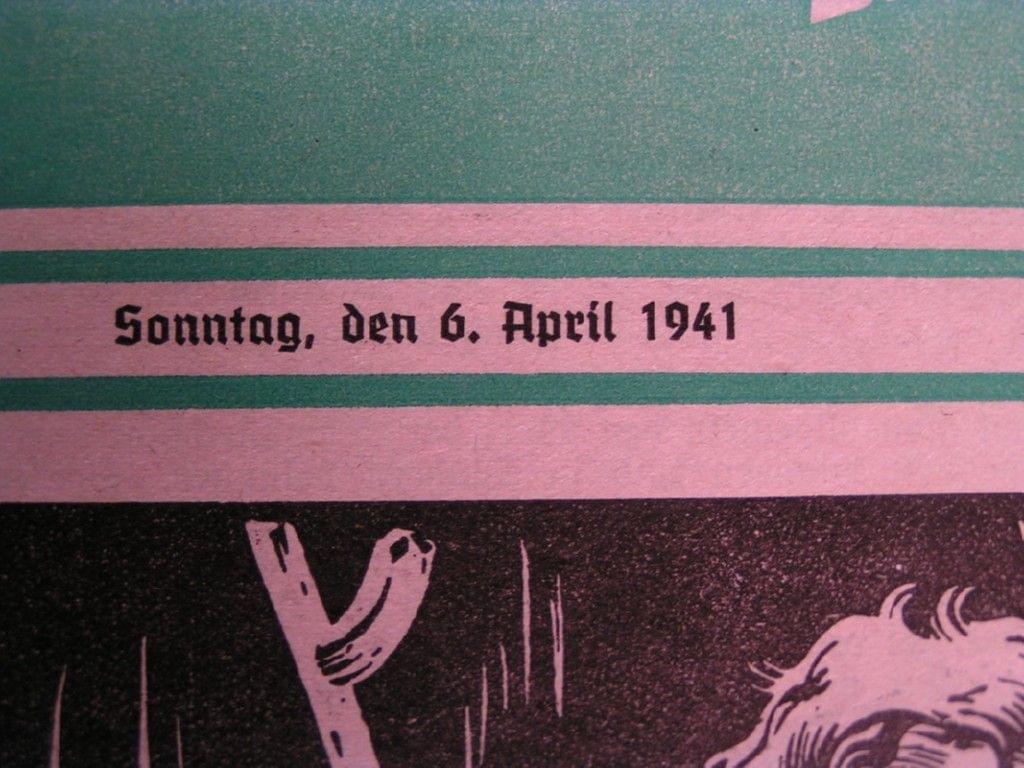 Sonntag, den 6. April 1941